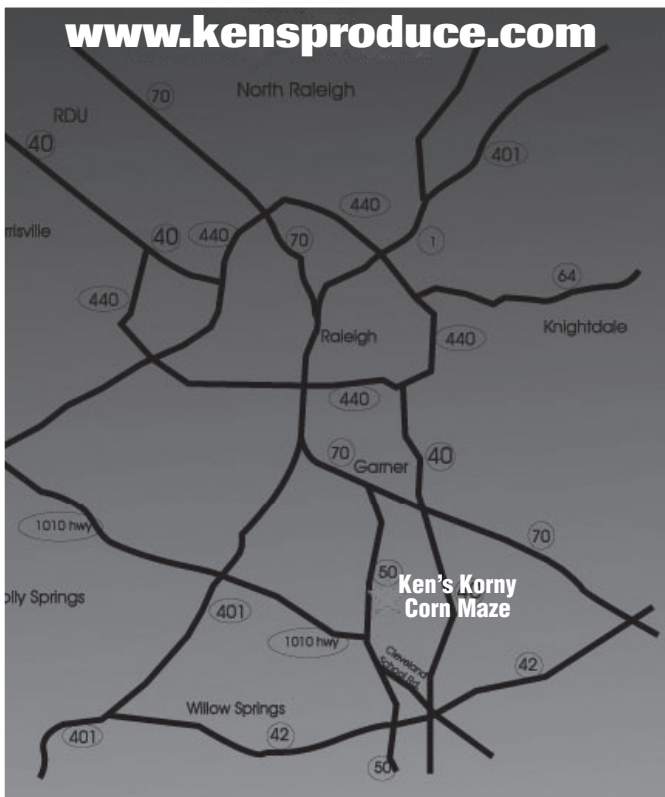 www.kensproduce.com
North Raleigh
70
RDU
40
401
440
rrisville
40
440
70
1
64
440
Raleigh
440
Knightdale
440
70
Garner
40
1010 hwy
70
50
Ken's Korny
Corn Maze
olly Springs
401
1010 hwy
Cleveland
School Rd
42
Willow Springs
401
42
50